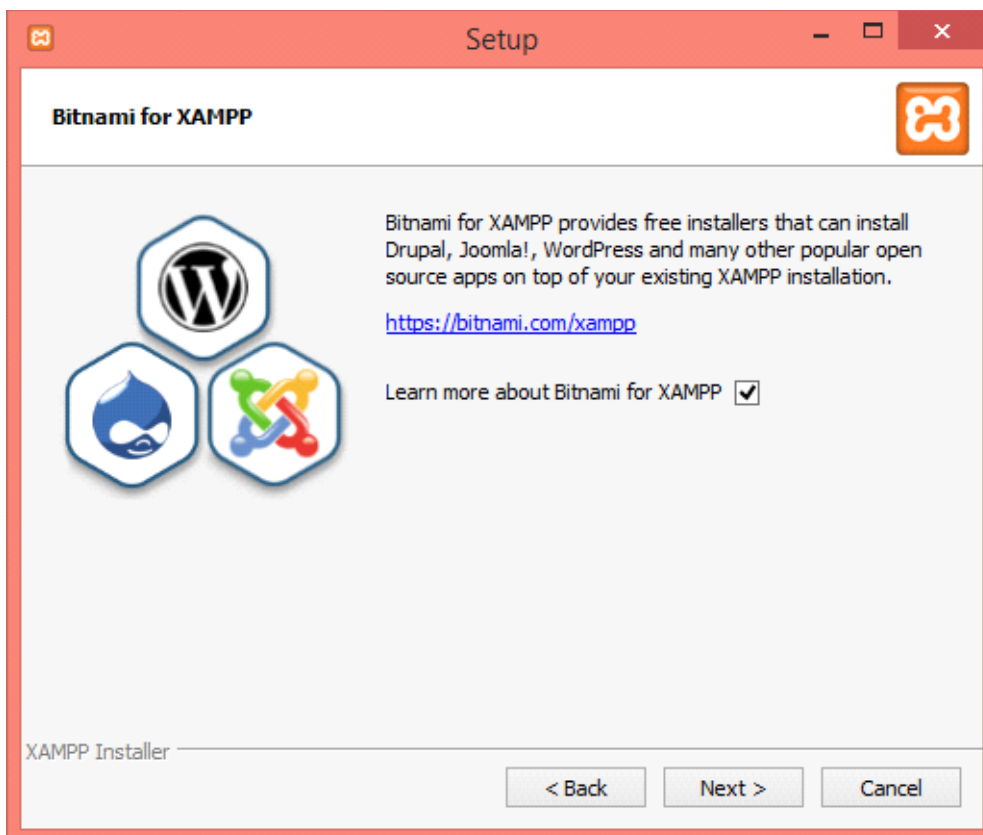 Setup
Bitnami for XAMPP
Bitnami for XAMPP provides free installers that can install
Drupal, Joomla!, WordPress and many other popular open
source apps on top of your existing XAMPP installation.
https://bitnami.com/xampp
Learn more about Bitnami for XAMPP
XAMPP Installer
< Back
Next >
Cancel